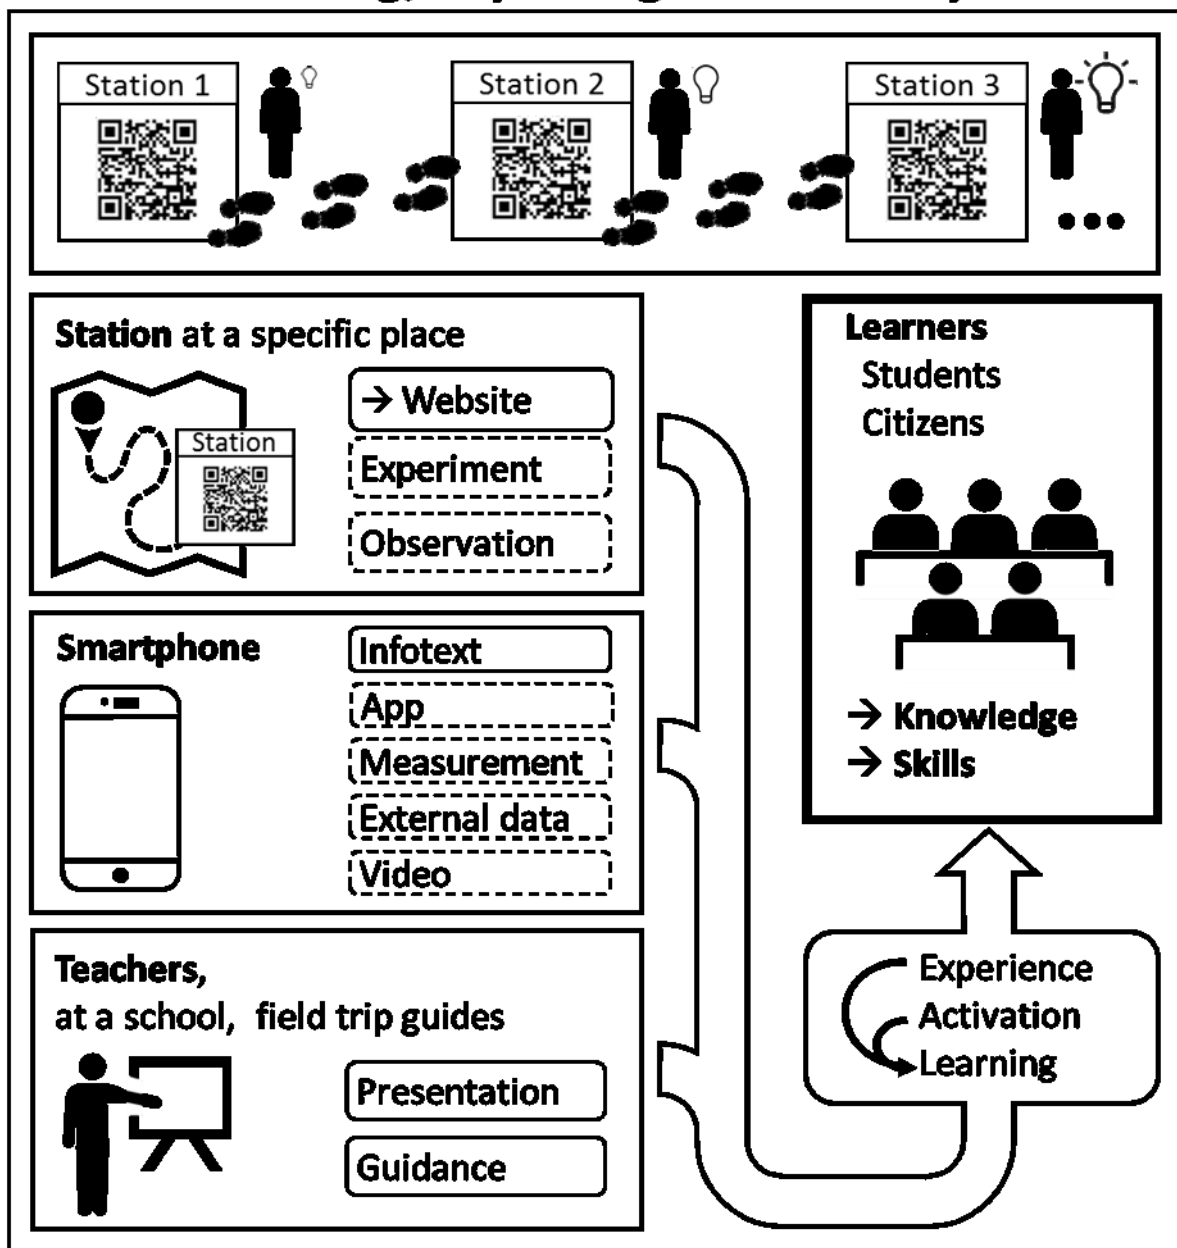 Station 1
Station 2
Station 3
Station at a specific place
Station
→ Website
Experiment
Observation
Smartphone
Infotext
App
Measurement
External data
Video
Teachers,
at a school, field trip guides
Presentation
Guidance
Learners
Students
Citizens
→ Knowledge
→ Skills
Experience
Activation
Learning